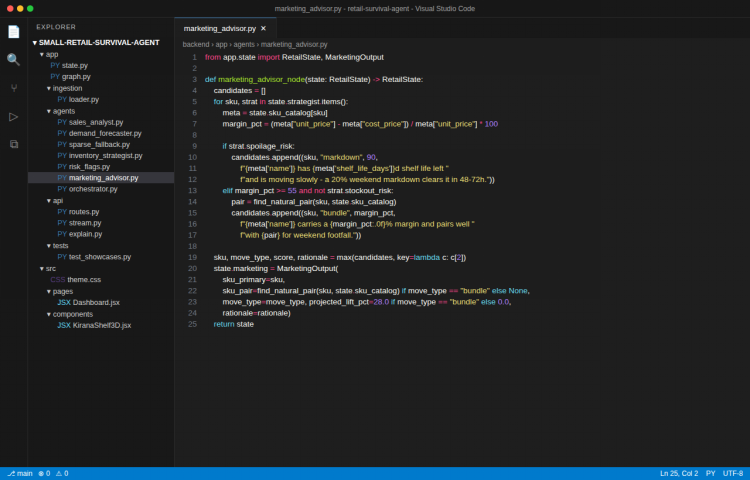 marketing_advisor.py - retail-survival-agent - Visual Studio Code
EXPLORER
▾ SMALL-RETAIL-SURVIVAL-AGENT
▾ app
PY state.py
PY graph.py
▾ ingestion
PY loader.py
▾ agents
PY sales_analyst.py
PY demand_forecaster.py
PY sparse_fallback.py
PY inventory_strategist.py
PY risk_flags.py
PY marketing_advisor.py
PY orchestrator.py
▾ api
PY routes.py
PY stream.py
PY explain.py
▾ tests
PY test_showcases.py
▾ src
CSS theme.css
▾ pages
JSX Dashboard.jsx
▾ components
JSX KiranaShelf3D.jsx
marketing_advisor.py ✕
backend › app › agents › marketing_advisor.py
1 from app.state import RetailState, MarketingOutput
2
3 def marketing_advisor_node(state: RetailState) -> RetailState:
4 candidates = []
5 for sku, strat in state.strategist.items():
6 meta = state.sku_catalog[sku]
7 margin_pct = (meta["unit_price"] - meta["cost_price"]) / meta["unit_price"] * 100
8
9 if strat.spoilage_risk:
10 candidates.append((sku, "markdown", 90,
11 f"{meta['name']} has {meta['shelf_life_days']}d shelf life left "
12 f"and is moving slowly - a 20% weekend markdown clears it in 48-72h."))
13 elif margin_pct >= 55 and not strat.stockout_risk:
14 pair = find_natural_pair(sku, state.sku_catalog)
15 candidates.append((sku, "bundle", margin_pct,
16 f"{meta['name']} carries a {margin_pct:.0f}% margin and pairs well "
17 f"with {pair} for weekend footfall."))
18
19 sku, move_type, score, rationale = max(candidates, key=lambda c: c[2])
20 state.marketing = MarketingOutput(
21 sku_primary=sku,
22 sku_pair=find_natural_pair(sku, state.sku_catalog) if move_type == "bundle" else None,
23 move_type=move_type, projected_lift_pct=28.0 if move_type == "bundle" else 0.0,
24 rationale=rationale)
25 return state
⎇ main ⊗ 0 ⚠ 0
Ln 25, Col 2 PY UTF-8